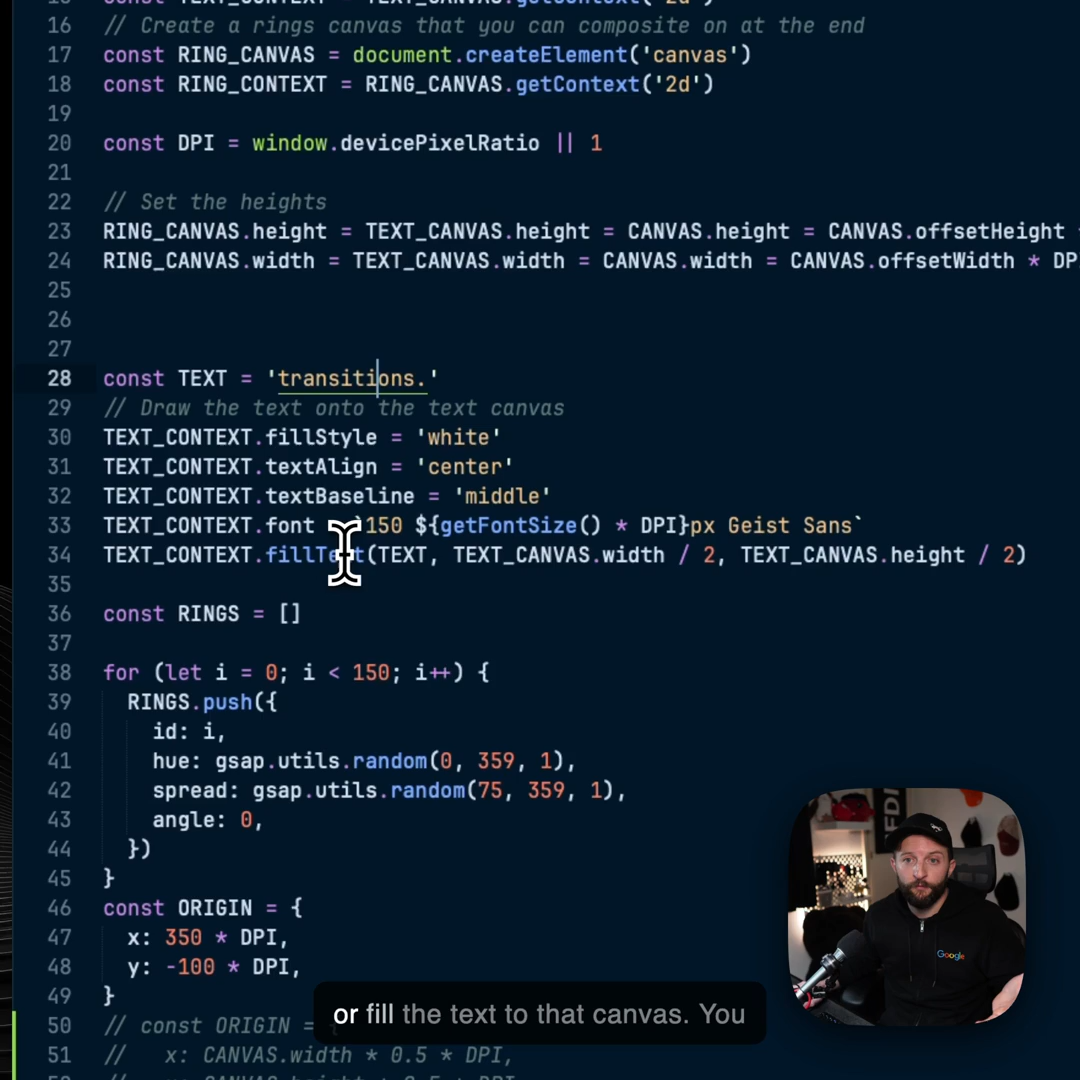 16 // Create a rings canvas that you can composite on at the end
17 const RING_CANVAS = document.createElement('canvas')
18 const RING_CONTEXT = RING_CANVAS.getContext('2d')
19
20 const DPI = window.devicePixelRatio || 1
21
22 // Set the heights
23 RING_CANVAS.height = TEXT_CANVAS.height = CANVAS.height = CANVAS.offsetHeight
24 RING_CANVAS.width = TEXT_CANVAS.width = CANVAS.width = CANVAS.offsetWidth * DP
25
26
27
28 const TEXT = 'transitions.'
29 // Draw the text onto the text canvas
30 TEXT_CONTEXT.fillStyle = 'white'
31 TEXT_CONTEXT.textAlign = 'center'
32 TEXT_CONTEXT.textBaseline = 'middle'
33 TEXT_CONTEXT.font `150 ${getFontSize() * DPI}px Geist Sans`
34 TEXT_CONTEXT.fillText(TEXT, TEXT_CANVAS.width / 2, TEXT_CANVAS.height / 2)
35
36 const RINGS = []
37
38 for (let i = 0; i < 150; i++) {
39 RINGS.push({
40 id: i,
41 hue: gsap.utils.random(0, 359, 1),
42 spread: gsap.utils.random(75, 359, 1),
43 angle: 0,
44 })
45 }
46 const ORIGIN = {
47 x: 350 * DPI,
48 y: -100 * DPI,
49 }
50 // const ORIGIN =
51 // x: CANVAS.width * 0.5 * DPI,
Google
or fill the text to that canvas. You